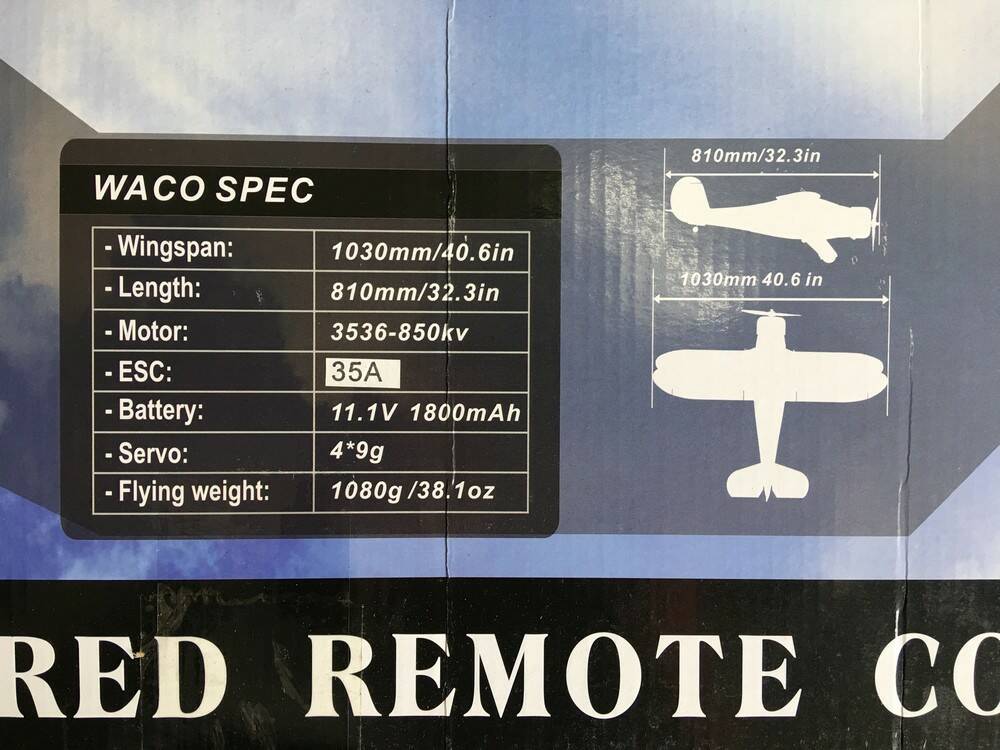 WACO SPEC
- Wingspan: 1030mm/40.6in
- Length: 810mm/32.3in
- Motor: 3536-850kv
- ESC: 35A
- Battery: 11.1V 1800mAh
- Servo: 4*9g
- Flying weight: 1080g/38.1oz
810mm/32.3in
1030mm 40.6 in
RED REMOTE CO